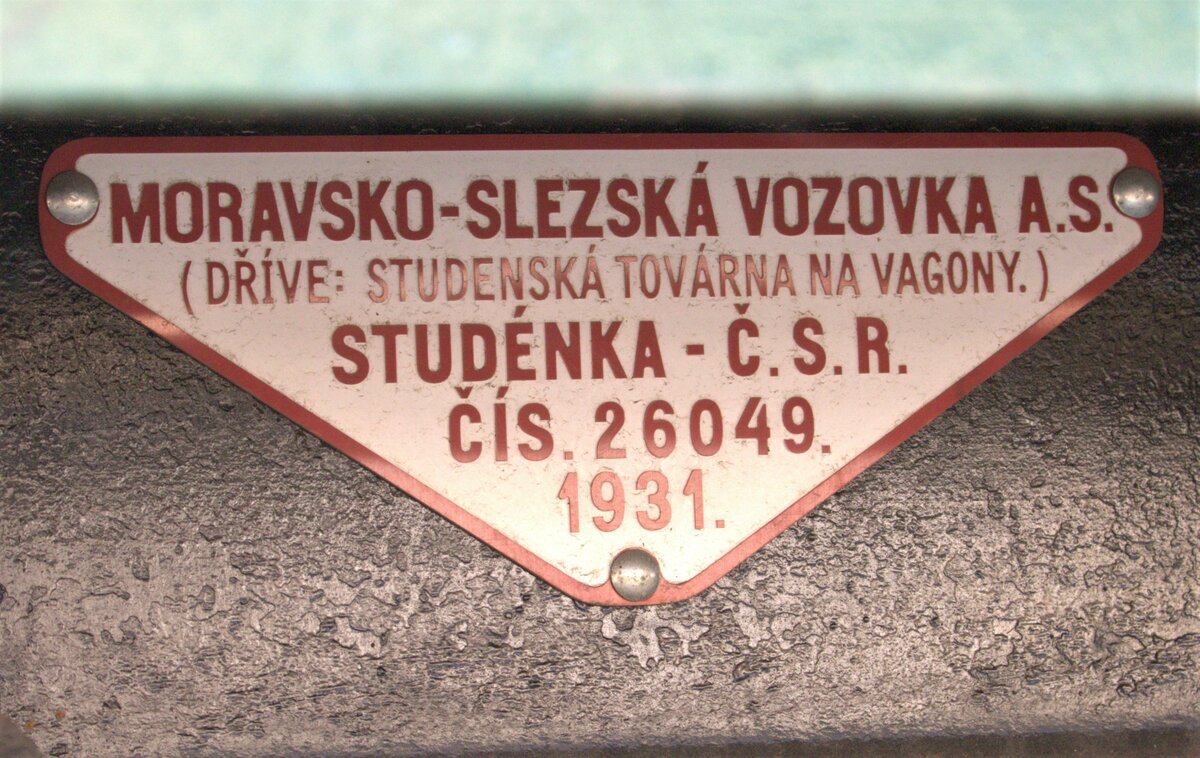 MORAVSKO-SLEZSKÁ VOZOVKA A.S.
(DŘÍVE: STUDENSKÁ TOVÁRNA NA VAGONY.)
STUDÉNKA - Č.S.R.
ČÍS. 26049.
1931.